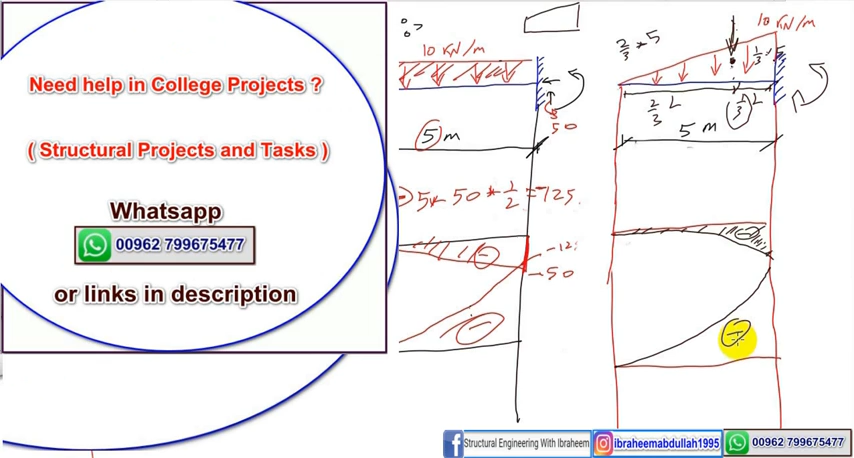 Need help in College Projects ?
( Structural Projects and Tasks )
Whatsapp
00962 799675477
or links in description
10 KN/m
5 m
50
5* 50 * 1/2 = 725.
-12
-50
2/3 * 5
10 KN/m
2/3 L
1/3 L
5 m
Structural Engineering With Ibraheem
ibraheemabdullah1995
00962 799675477